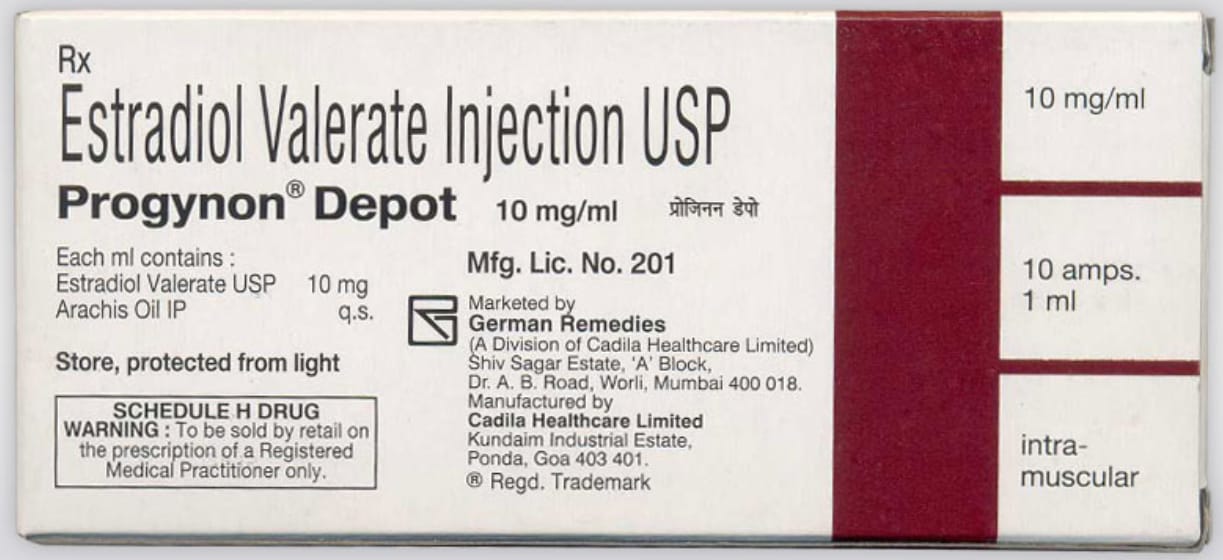 Rx
Estradiol Valerate Injection USP
Progynon® Depot 10 mg/ml प्रोजिनन डेपो
Each ml contains :
Estradiol Valerate USP 10 mg
Arachis Oil IP q.s.
Store, protected from light
SCHEDULE H DRUG
WARNING : To be sold by retail on
the prescription of a Registered
Medical Practitioner only.
Mfg. Lic. No. 201
Marketed by
German Remedies
(A Division of Cadila Healthcare Limited)
Shiv Sagar Estate, 'A' Block,
Dr. A. B. Road, Worli, Mumbai 400 018.
Manufactured by
Cadila Healthcare Limited
Kundaim Industrial Estate,
Ponda, Goa 403 401.
® Regd. Trademark
10 mg/ml
10 amps.
1 ml
intra-
muscular